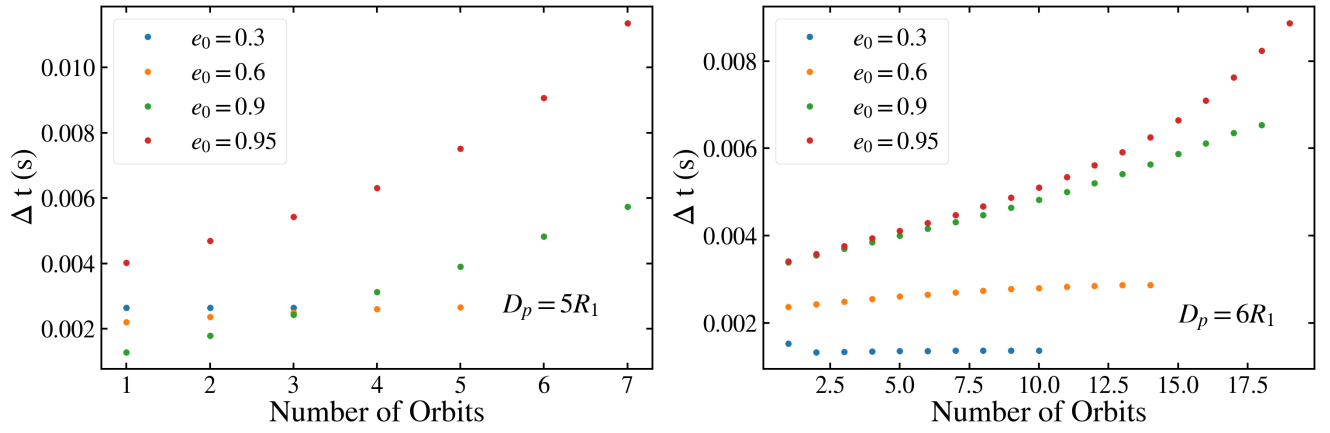 e₀ = 0.3
e₀ = 0.6
e₀ = 0.9
e₀ = 0.95
0.010
0.008
0.006
0.004
0.002
Δ t (s)
D_p = 5R₁
1 2 3 4 5 6 7
Number of Orbits
e₀ = 0.3
e₀ = 0.6
e₀ = 0.9
e₀ = 0.95
0.008
0.006
0.004
0.002
Δ t (s)
D_p = 6R₁
2.5 5.0 7.5 10.0 12.5 15.0 17.5
Number of Orbits